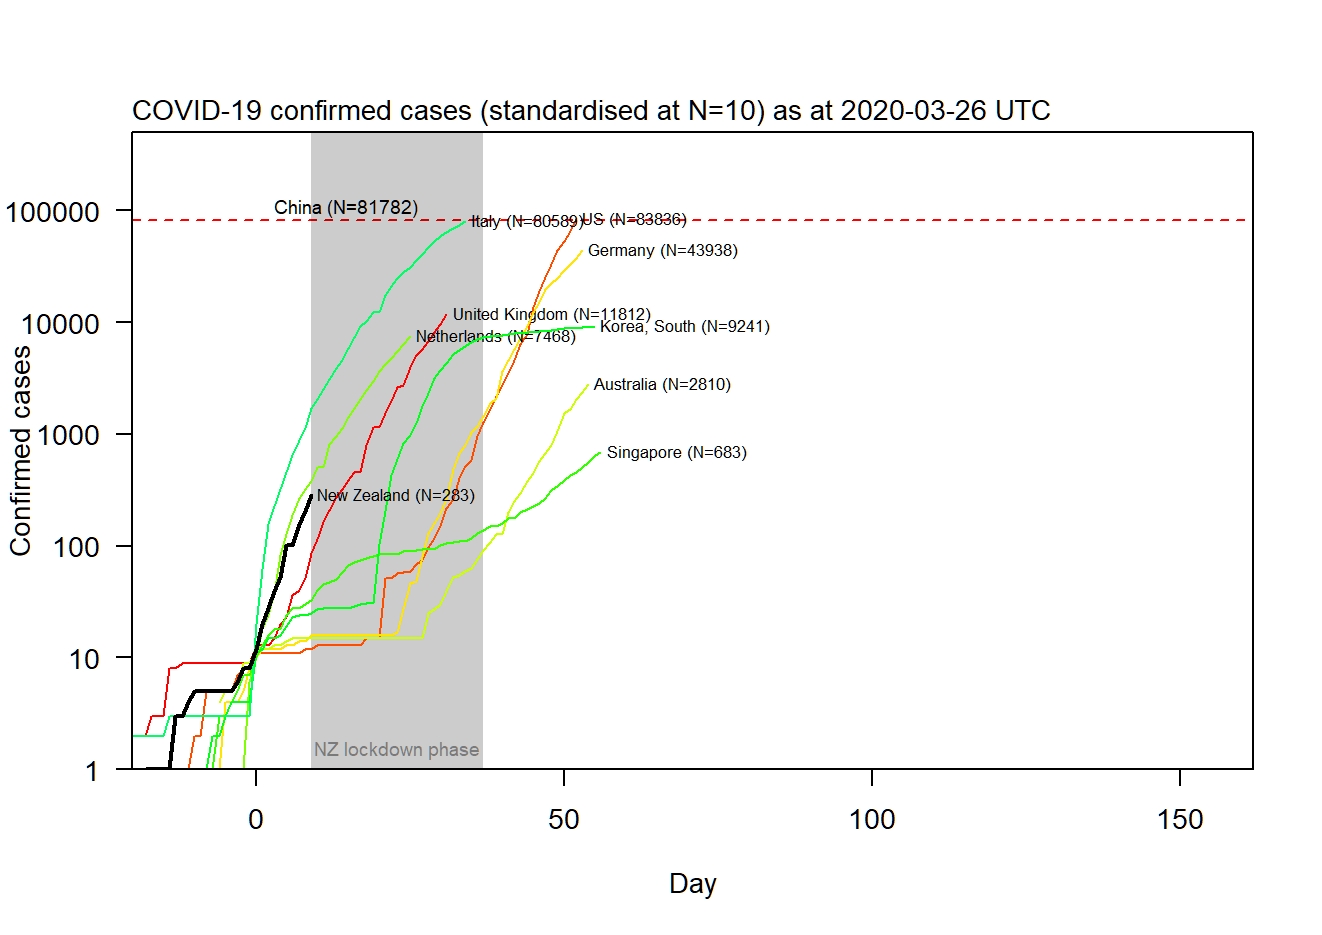 COVID-19 confirmed cases (standardised at N=10) as at 2020-03-26 UTC
Confirmed cases
100000
10000
1000
100
10
1
China (N=81782)
Italy (N=80589)
US (N=83836)
Germany (N=43938)
United Kingdom (N=11812)
Korea, South (N=9241)
Netherlands (N=7468)
Australia (N=2810)
Singapore (N=683)
New Zealand (N=283)
NZ lockdown phase
0
50
100
150
Day